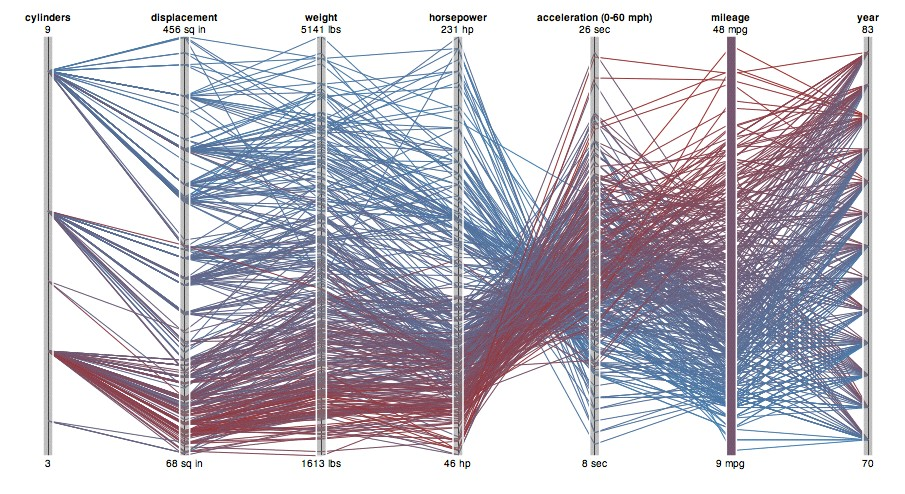 cylinders displacement weight horsepower acceleration (0-60 mph) mileage year
9 456 sq in 5141 lbs 231 hp 26 sec 48 mpg 83
3 68 sq in 1613 lbs 46 hp 8 sec 9 mpg 70